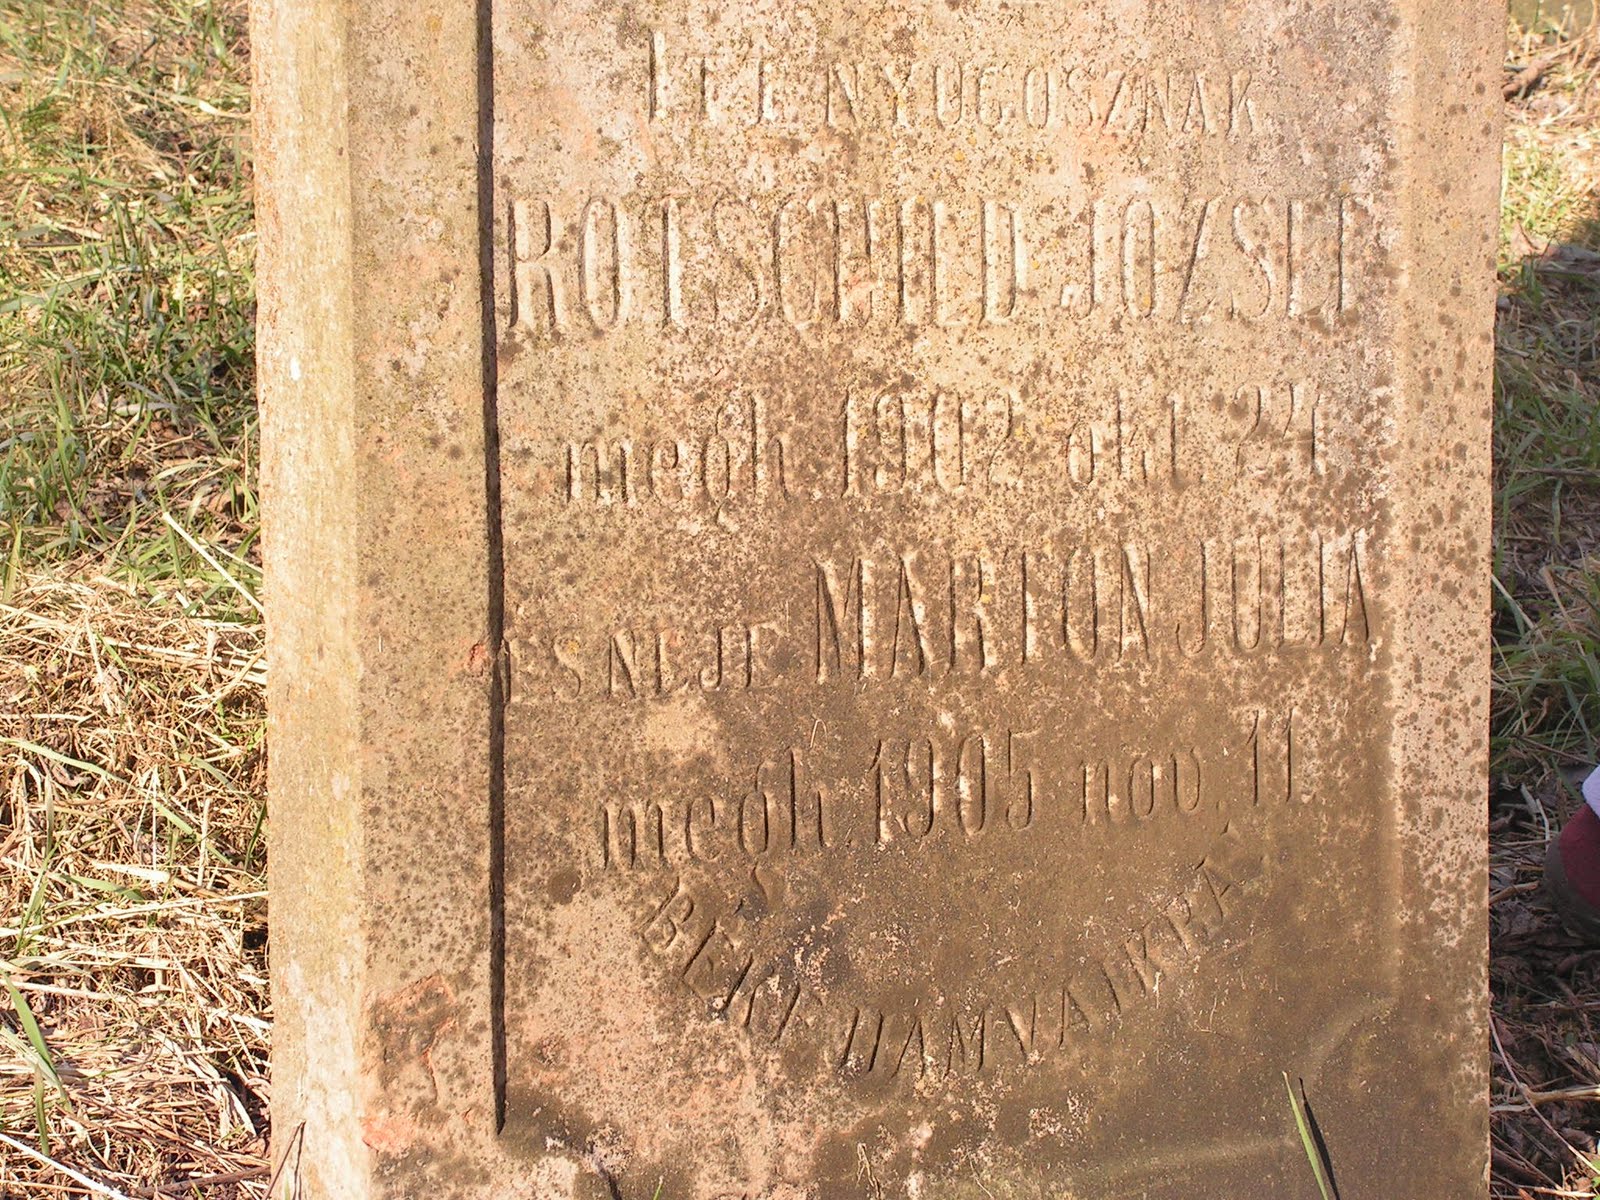 ITT NYUGOSZNAK
ROTSCHILD JÓZSEF
megh. 1902 okt. 24
ÉS NEJE MARTON JULIA
megh. 1905 nov. 11.
BÉKE HAMVAIKRA